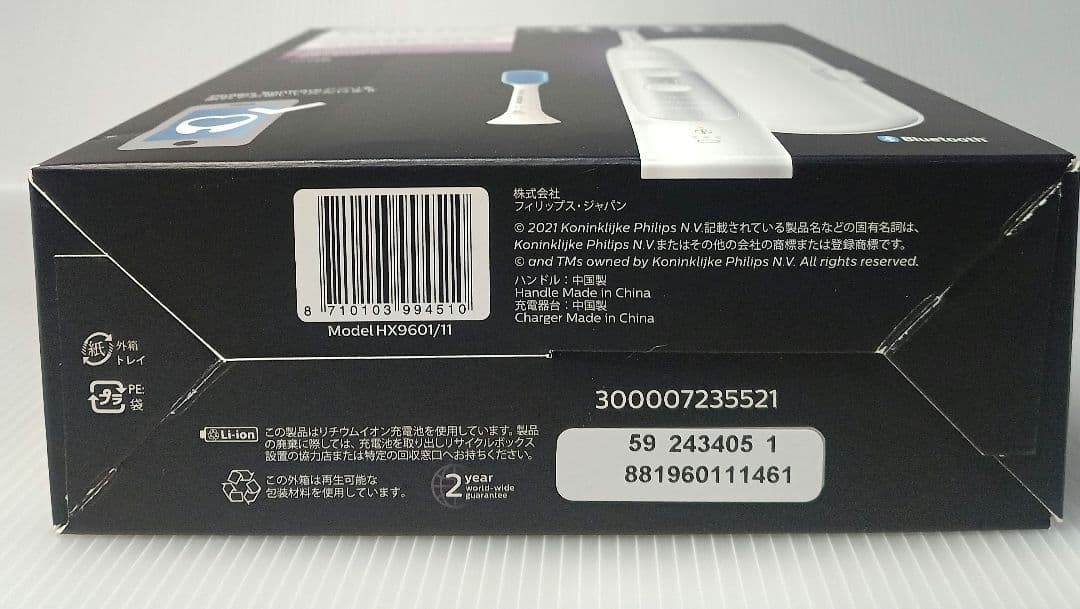 Bluetooth
8 710103 994510
Model HX9601/11
株式会社
フィリップス・ジャパン
© 2021 Koninklijke Philips N.V.記載されている製品名などの固有名詞は、
Koninklijke Philips N.V.またはその他の会社の商標または登録商標です。
© and TMs owned by Koninklijke Philips N.V. All rights reserved.
ハンドル：中国製
Handle Made in China
充電器台：中国製
Charger Made in China
紙
外箱
トレイ
プラ
PE:
袋
Li-ion
この製品はリチウムイオン充電池を使用しています。製品
の廃棄に際しては、充電池を取り出しリサイクルボックス
設置の協力店または特定の回収窓口へお持ちください。
この外箱は再生可能な
包装材料を使用しています。
2 year
world-wide
guarantee
300007235521
59 243405 1
881960111461